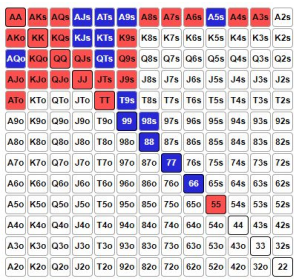 AA AKs AQs AJs ATs A9s A8s A7s A6s A5s A4s A3s A2s
AKo KK KQs KJs KTs K9s K8s K7s K6s K5s K4s K3s K2s
AQo KQo QQ QJs QTs Q9s Q8s Q7s Q6s Q5s Q4s Q3s Q2s
AJo KJo QJo JJ JTs J9s J8s J7s J6s J5s J4s J3s J2s
ATo KTo QTo JTo TT T9s T8s T7s T6s T5s T4s T3s T2s
A9o K9o Q9o J9o T9o 99 98s 97s 96s 95s 94s 93s 92s
A8o K8o Q8o J8o T8o 98o 88 87s 86s 85s 84s 83s 82s
A7o K7o Q7o J7o T7o 97o 87o 77 76s 75s 74s 73s 72s
A6o K6o Q6o J6o T6o 96o 86o 76o 66 65s 64s 63s 62s
A5o K5o Q5o J5o T5o 95o 85o 75o 65o 55 54s 53s 52s
A4o K4o Q4o J4o T4o 94o 84o 74o 64o 54o 44 43s 42s
A3o K3o Q3o J3o T3o 93o 83o 73o 63o 53o 43o 33 32s
A2o K2o Q2o J2o T2o 92o 82o 72o 62o 52o 42o 32o 22